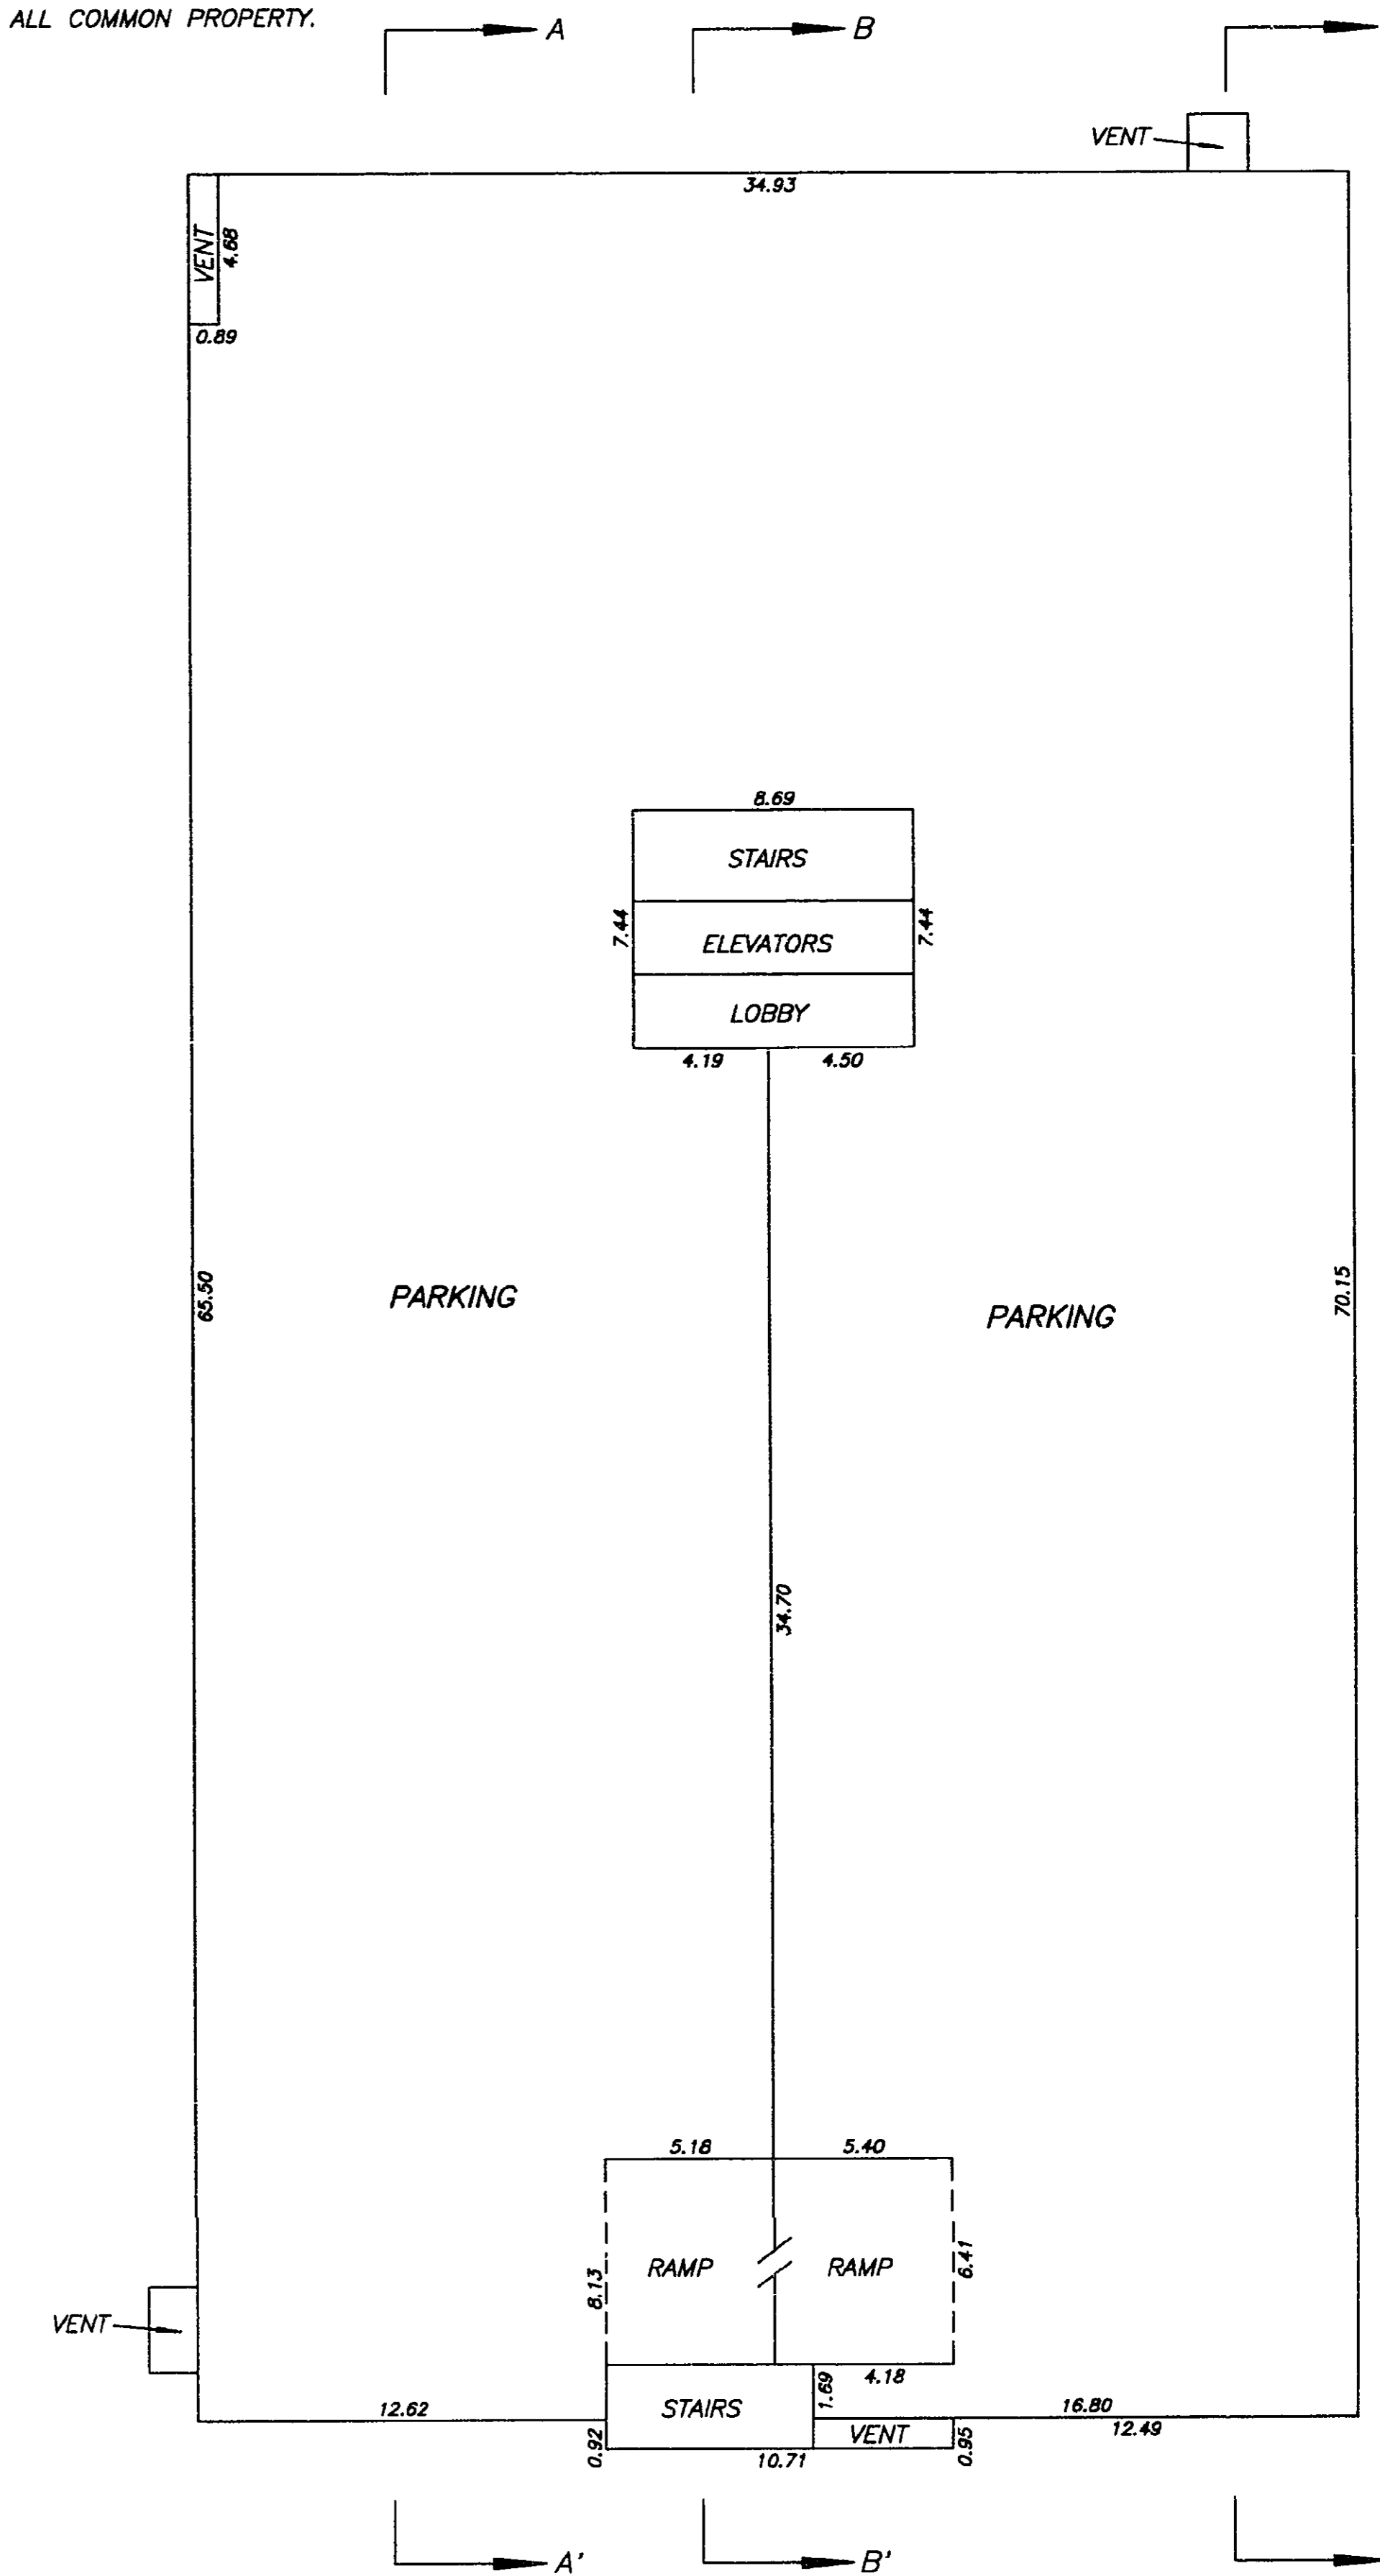 ALL COMMON PROPERTY.
A
B
VENT
34.93
VENT
4.68
0.89
8.69
STAIRS
7.44
ELEVATORS
7.44
LOBBY
4.19
4.50
65.50
PARKING
PARKING
70.15
34.70
5.18
5.40
8.13
RAMP
RAMP
6.41
VENT
12.62
STAIRS
1.69
4.18
16.80
0.92
10.71
VENT
0.95
12.49
A'
B'